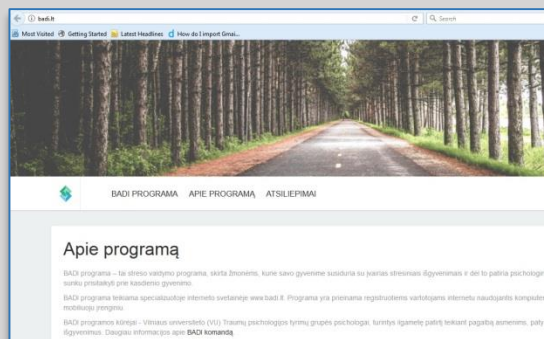 badi.lt
Search
Most Visited Getting Started Latest Headlines How do I import Gmai...
BADI PROGRAMA APIE PROGRAMĄ ATSILIEPIMAI
Apie programą
BADI programa – tai streso valdymo programa, skirta žmonėms, kurie savo gyvenime susiduria su įvairiais stresiniais išgyvenimais ir dėl to patiria psichologin
sunku prisitaikyti prie kasdienio gyvenimo.
BADI programa teikiama specializuotoje interneto svetainėje www.badi.lt. Programa yra prieinama registruotiems vartotojams internetu naudojantis kompiuter
mobiliuoju įrenginiu.
BADI programos kūrėjai - Vilniaus universiteto (VU) Traumų psichologijos tyrimų grupės psichologai, turintys ilgametę patirtį teikiant pagalbą asmenims, paty
išgyvenimus. Daugiau informacijos apie BADI komandą